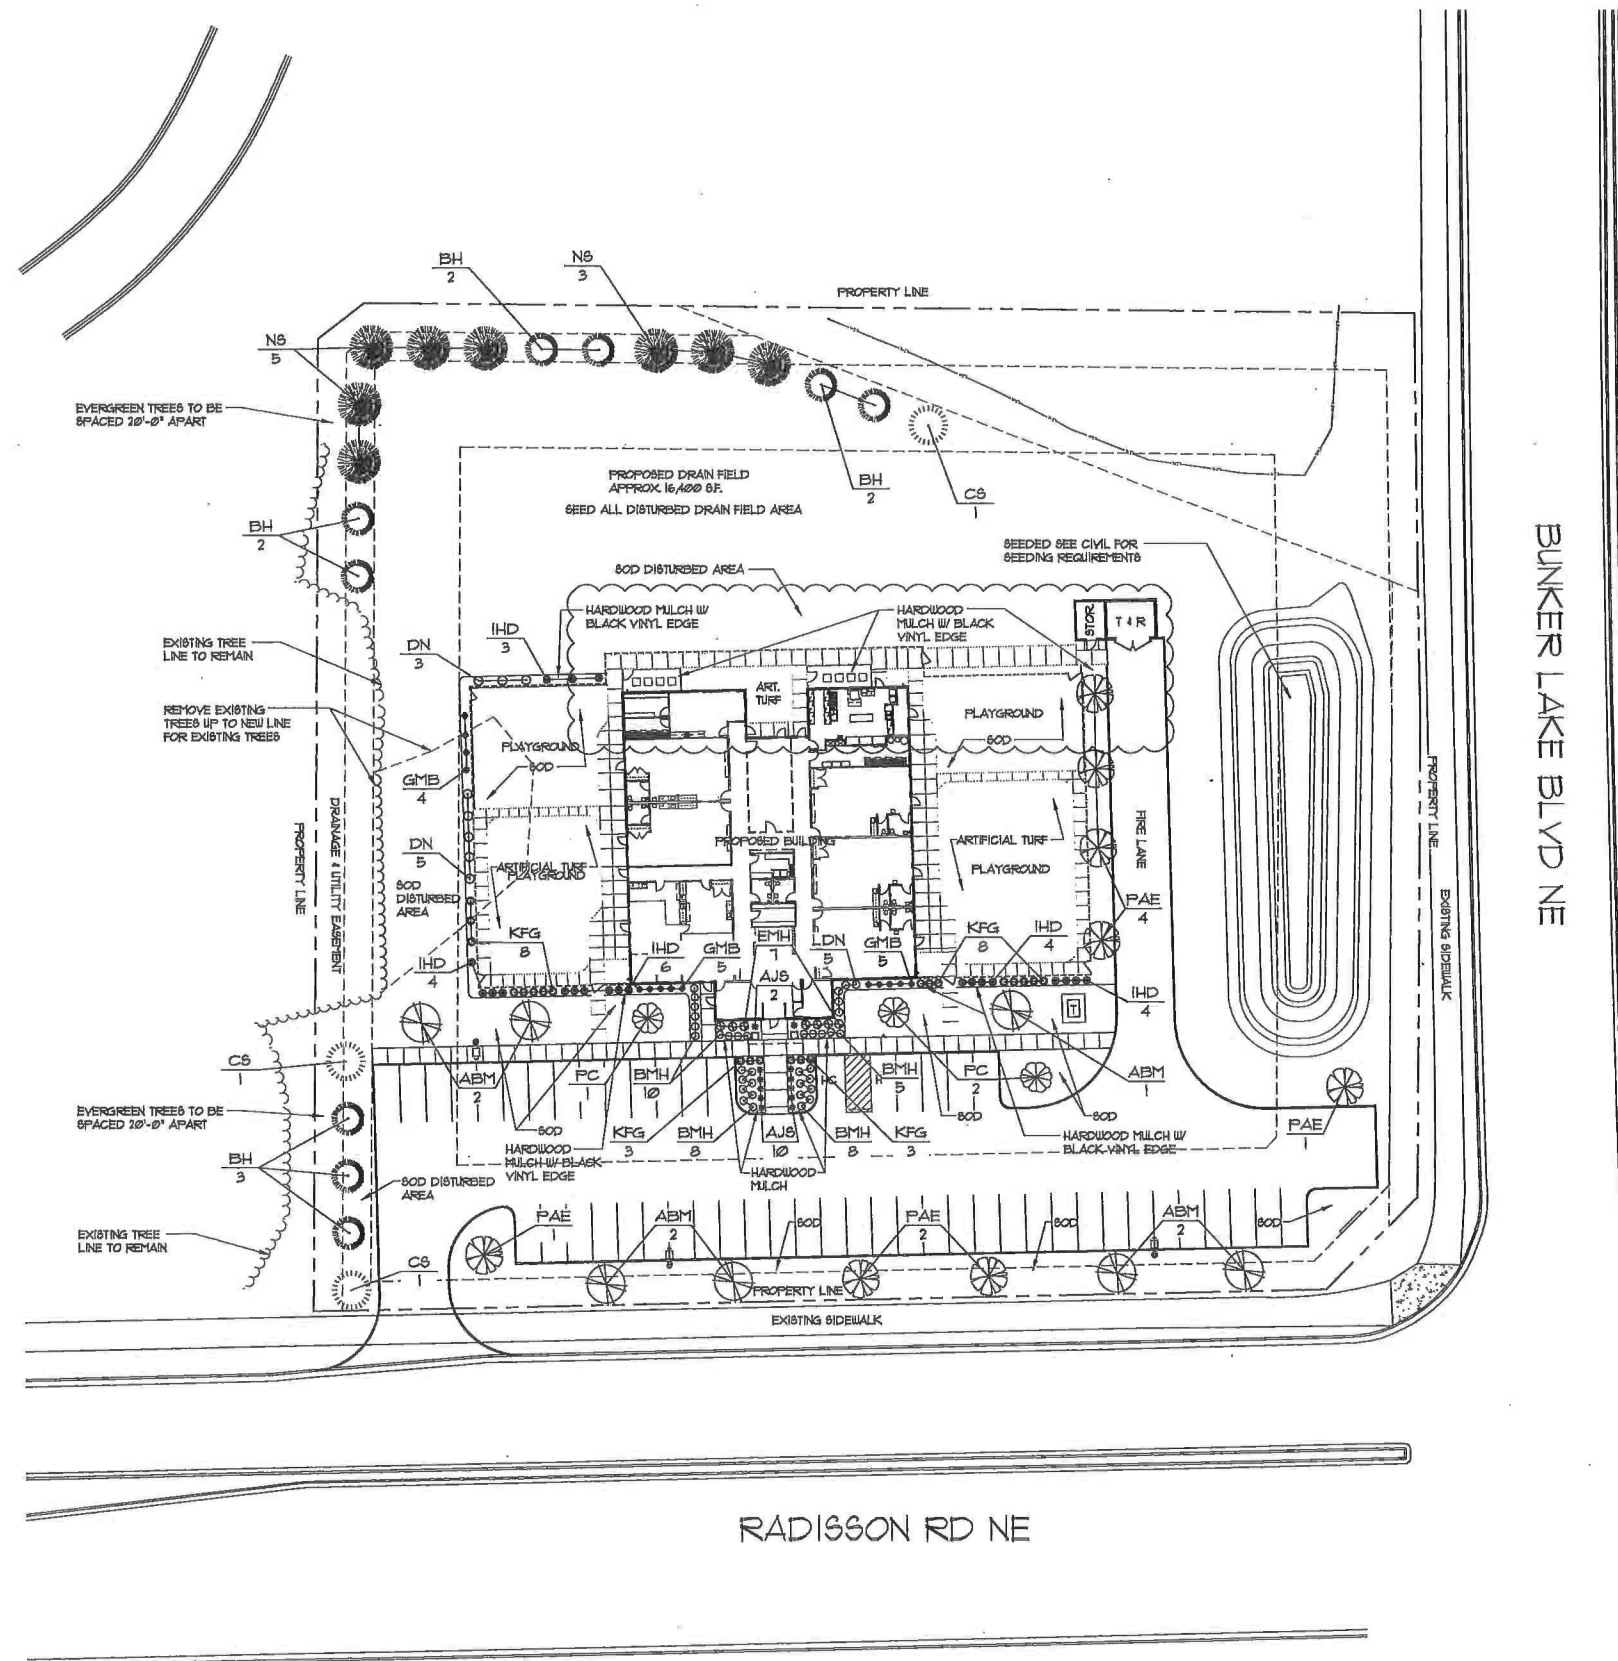 BH
2
NS
3
PROPERTY LINE
NS
5
EVERGREEN TREES TO BE
SPACED 20'-0" APART
PROPOSED DRAIN FIELD
APPROX. 16,400 S.F.
SEED ALL DISTURBED DRAIN FIELD AREA
BH
2
CS
1
BH
2
SEEDED SEE CIVIL FOR
SEEDING REQUIREMENTS
SOD DISTURBED AREA
HARDWOOD MULCH W/
BLACK VINYL EDGE
HARDWOOD
MULCH W/ BLACK
VINYL EDGE
STOR
T & R
IHD
3
DN
3
EXISTING TREE
LINE TO REMAIN
REMOVE EXISTING
TREES UP TO NEW LINE
FOR EXISTING TREES
ART.
TURF
PLAYGROUND
SOD
PLAYGROUND
SOD
GMB
4
DRAINAGE & UTILITY EASEMENT
PROPERTY LINE
DN
5
SOD
DISTURBED
AREA
ARTIFICIAL TURF
PLAYGROUND
PROPOSED BUILDING
ARTIFICIAL TURF
PLAYGROUND
FIRE LANE
PAE
4
KFG
8
IHD
4
IHD
6
GMB
5
EMH
AJS
2
DN
5
GMB
5
KFG
8
IHD
4
IHD
4
T
PROPERTY LINE
EXISTING SIDEWALK
BUNKER LAKE BLVD NE
CS
1
ABM
2
PC
1
BMH
10
HC
BMH
5
PC
2
ABM
1
SOD
SOD
SOD
EVERGREEN TREES TO BE
SPACED 20'-0" APART
KFG
3
BMH
8
AJS
10
BMH
8
KFG
3
HARDWOOD MULCH W/
BLACK VINYL EDGE
PAE
1
HARDWOOD
MULCH W/ BLACK
VINYL EDGE
HARDWOOD
MULCH
BH
3
SOD DISTURBED
AREA
EXISTING TREE
LINE TO REMAIN
PAE
1
ABM
2
SOD
PAE
2
SOD
ABM
2
SOD
CS
1
PROPERTY LINE
EXISTING SIDEWALK
RADISSON RD NE